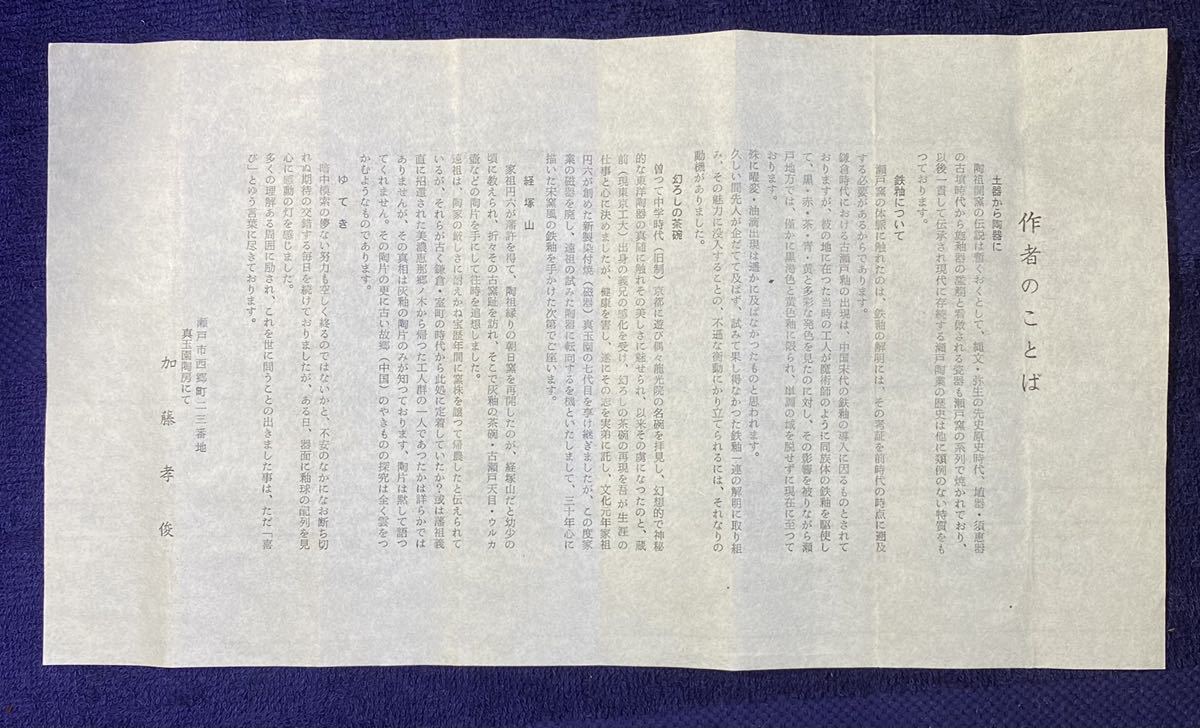 作者のことば
土器から陶器に
陶祖開窯の伝説は暫くおくとして、縄文・弥生の先史原史時代、埴器・須恵器
の古墳時代から施釉器の濫觴と看倣される瓷器も瀬戸窯の系列で焼かれており、
以後一貫して伝承され現代に存続する瀬戸陶業の歴史は他に類例のない特質をも
つております。
鉄釉について
瀬戸窯の体脈に触れたのは、鉄釉の解明には、その考証を前時代の時点に遡及
する必要があるからであります。
鎌倉時代における古瀬戸釉の出現は、中国宋代の鉄釉の導入に因るものとされて
おりますが、彼の地に在つた当時の工人が魔術師のように同族体の鉄釉を駆使し
て、黒・赤・茶・青・黄と多彩な発色を見たのに対し、その影響を被りながら瀬
戸地方では、僅かに黒褐色と黄色釉に限られ、単調の域を脱せずに現在に至つて
おります。
殊に曜変・油滴出現は遥かに及ばなかつたものと思われます。
久しい間先人が企だてて及ばず、試みて果し得なかつた鉄釉一連の解明に取り組
み、その魅力に没入することの、不遜な衝動にかり立てられるには、それなりの
動機がありました。
幻ろしの茶碗
曽つて中学時代（旧制）京都に遊び偶々龍光院の名碗を拝見し、幻想的で神秘
的な東洋陶器の真随に触れその美しさに魅せられ、以来その虜になつたのと、蔵
前（現東京工大）出身の義兄の感化を受け、幻ろしの茶碗の再現を吾が生涯の
仕事と心に決めましたが、健康を害し、遂にその志を実弟に託し、文化元年家祖
円六が創めた新製染付焼（磁器）真玉園の七代目を享け継ぎましたが、この度家
業の磁器を廃し、遠祖の試みた陶器に転回するを機といたしまして、三十年心に
描いた宋窯風の鉄釉を手がけた次第でございます。
経塚山
家祖円六が藩許を得て、陶祖縁りの朝日窯を再開したのが、経塚山だと幼少の
頃に教えられ、折々その古窯趾を訪れ、そこで灰釉の茶碗・古瀬戸天目・ウルカ
壺などの陶片を手にして往時を追想しました。
遠祖は、陶家の厳しさに耐えかね宝歴年間に窯株を譲つて帰農したと伝えられて
いるが、それらが古く鎌倉・室町の時代から此処に定着していたか？或は藩祖義
直に招還された美濃恵那郷ノ木から帰つた工人群の一人であつたかは詳らかでは
ありませんが、その真相は灰釉の陶片のみが知つております。陶片は黙して語つ
てくれません。その陶片の更に古い故郷（中国）のやきものの探究は全く雲をつ
かむようなものであります。
ゆてき
暗中模索の夢ない努力も空しく終るのではないかと、不安のなかになお断ち切
れぬ期待の交錯する毎日を続けておりましたが、ある日、器面に釉球の配列を見
心に感動の灯を感じました。
多くの理解ある周囲に励され、これを世に問うことの出きました事は、ただ「喜
び」とゆう言葉に尽きております。
瀬戸市西郷町二三番地
真玉園陶房にて
加藤孝俊